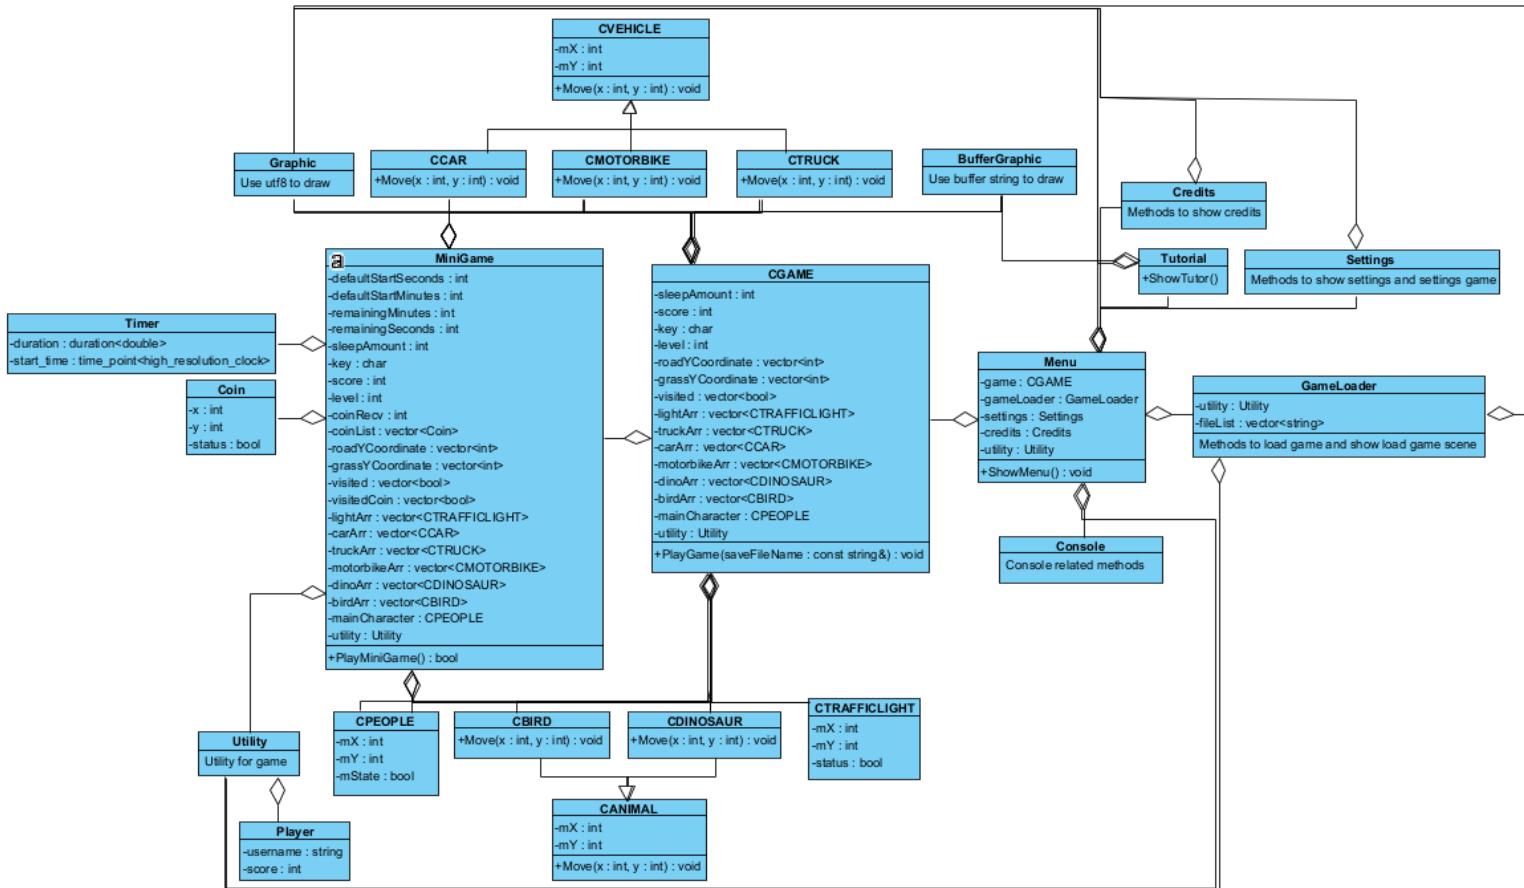 CVEHICLE
-mX : int
-mY : int
+Move(x : int, y : int) : void
Graphic
Use utf8 to draw
CCAR
+Move(x : int, y : int) : void
CMOTORBIKE
+Move(x : int, y : int) : void
CTRUCK
+Move(x : int, y : int) : void
BufferGraphic
Use buffer string to draw
Credits
Methods to show credits
Tutorial
+ShowTutor()
Settings
Methods to show settings and settings game
Timer
-duration : duration<double>
-start_time : time_point<high_resolution_clock>
Coin
-x : int
-y : int
-status : bool
a
MiniGame
-defaultStartSeconds : int
-defaultStartMinutes : int
-remainingMinutes : int
-remainingSeconds : int
-sleepAmount : int
-key : char
-score : int
-level : int
-coinRecv : int
-coinList : vector<Coin>
-roadYCoordinate : vector<int>
-grassYCoordinate : vector<int>
-visited : vector<bool>
-visitedCoin : vector<bool>
-lightArr : vector<CTRAFFICLIGHT>
-carArr : vector<CCAR>
-truckArr : vector<CTRUCK>
-motorbikeArr : vector<CMOTORBIKE>
-dinoArr : vector<CDINOSAUR>
-birdArr : vector<CBIRD>
-mainCharacter : CPEOPLE
-utility : Utility
+PlayMiniGame() : bool
CGAME
-sleepAmount : int
-score : int
-key : char
-level : int
-roadYCoordinate : vector<int>
-grassYCoordinate : vector<int>
-visited : vector<bool>
-lightArr : vector<CTRAFFICLIGHT>
-truckArr : vector<CTRUCK>
-carArr : vector<CCAR>
-motorbikeArr : vector<CMOTORBIKE>
-dinoArr : vector<CDINOSAUR>
-birdArr : vector<CBIRD>
-mainCharacter : CPEOPLE
-utility : Utility
+PlayGame(saveFileName : const string&) : void
Menu
-game : CGAME
-gameLoader : GameLoader
-settings : Settings
-credits : Credits
-utility : Utility
+ShowMenu() : void
GameLoader
-utility : Utility
-fileList : vector<string>
Methods to load game and show load game scene
Console
Console related methods
CPEOPLE
-mX : int
-mY : int
-mState : bool
CBIRD
+Move(x : int, y : int) : void
CDINOSAUR
+Move(x : int, y : int) : void
CTRAFFICLIGHT
-mX : int
-mY : int
-status : bool
Utility
Utility for game
Player
-username : string
-score : int
CANIMAL
-mX : int
-mY : int
+Move(x : int, y : int) : void